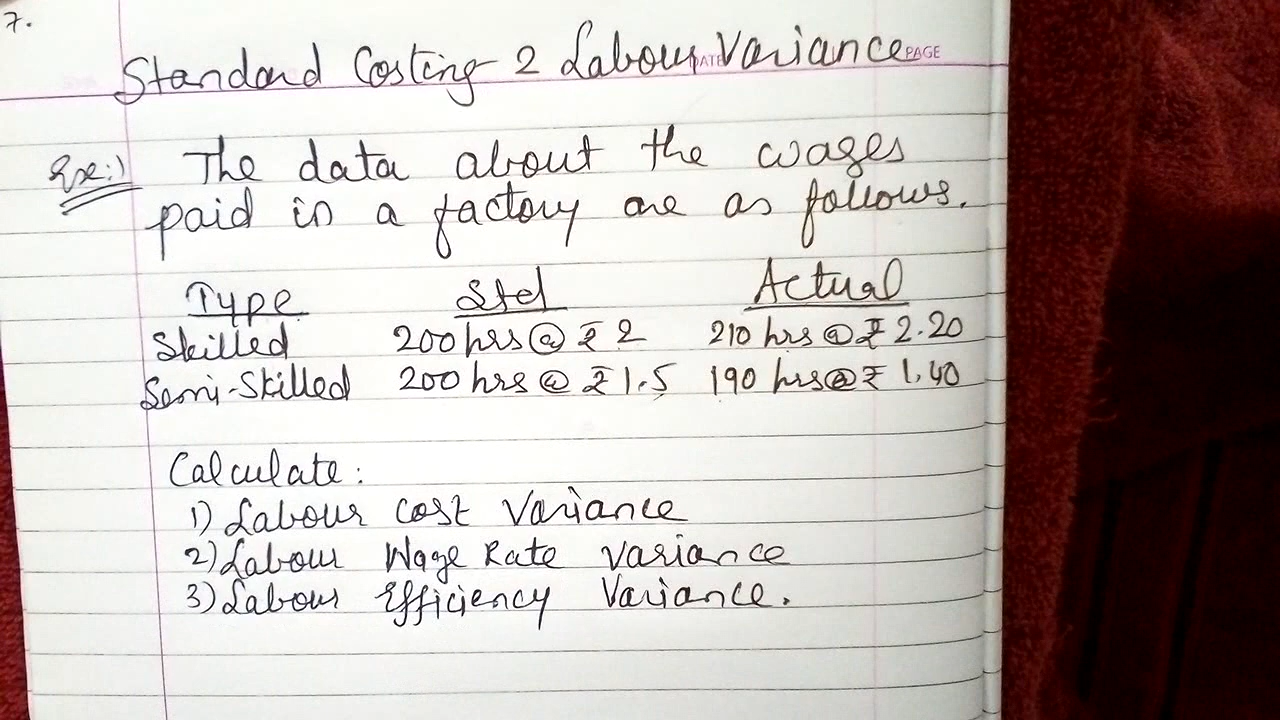 7.
Standard Costing - 2 Labour Variance
PAGE
Exe:) The data about the wages
paid in a factory are as follows.
Type Std Actual
Skilled 200 hrs @ ₹ 2 210 hrs @ ₹ 2.20
Semi-Skilled 200 hrs @ ₹ 1.5 190 hrs @ ₹ 1.40
Calculate:
1) Labour Cost Variance
2) Labour Wage Rate Variance
3) Labour Efficiency Variance.